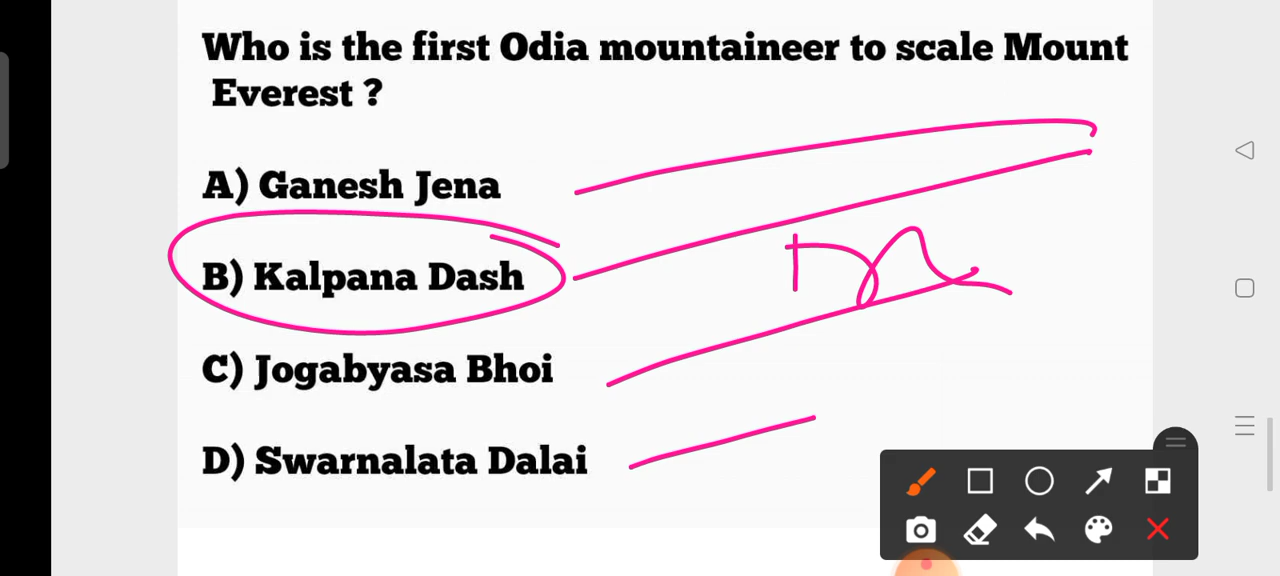 Who is the first Odia mountaineer to scale Mount
Everest ?
A) Ganesh Jena
B) Kalpana Dash
C) Jogabyasa Bhoi
D) Swarnalata Dalai